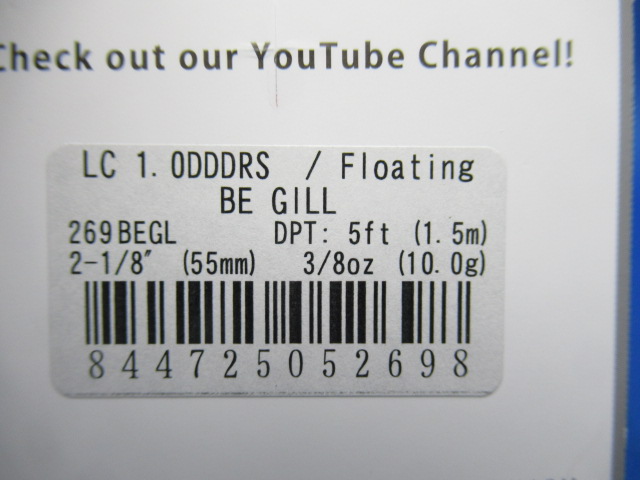 Check out our YouTube Channel!
LC 1.0DDDRS / Floating
BE GILL
269BEGL DPT: 5ft (1.5m)
2-1/8" (55mm) 3/8oz (10.0g)
844725052698